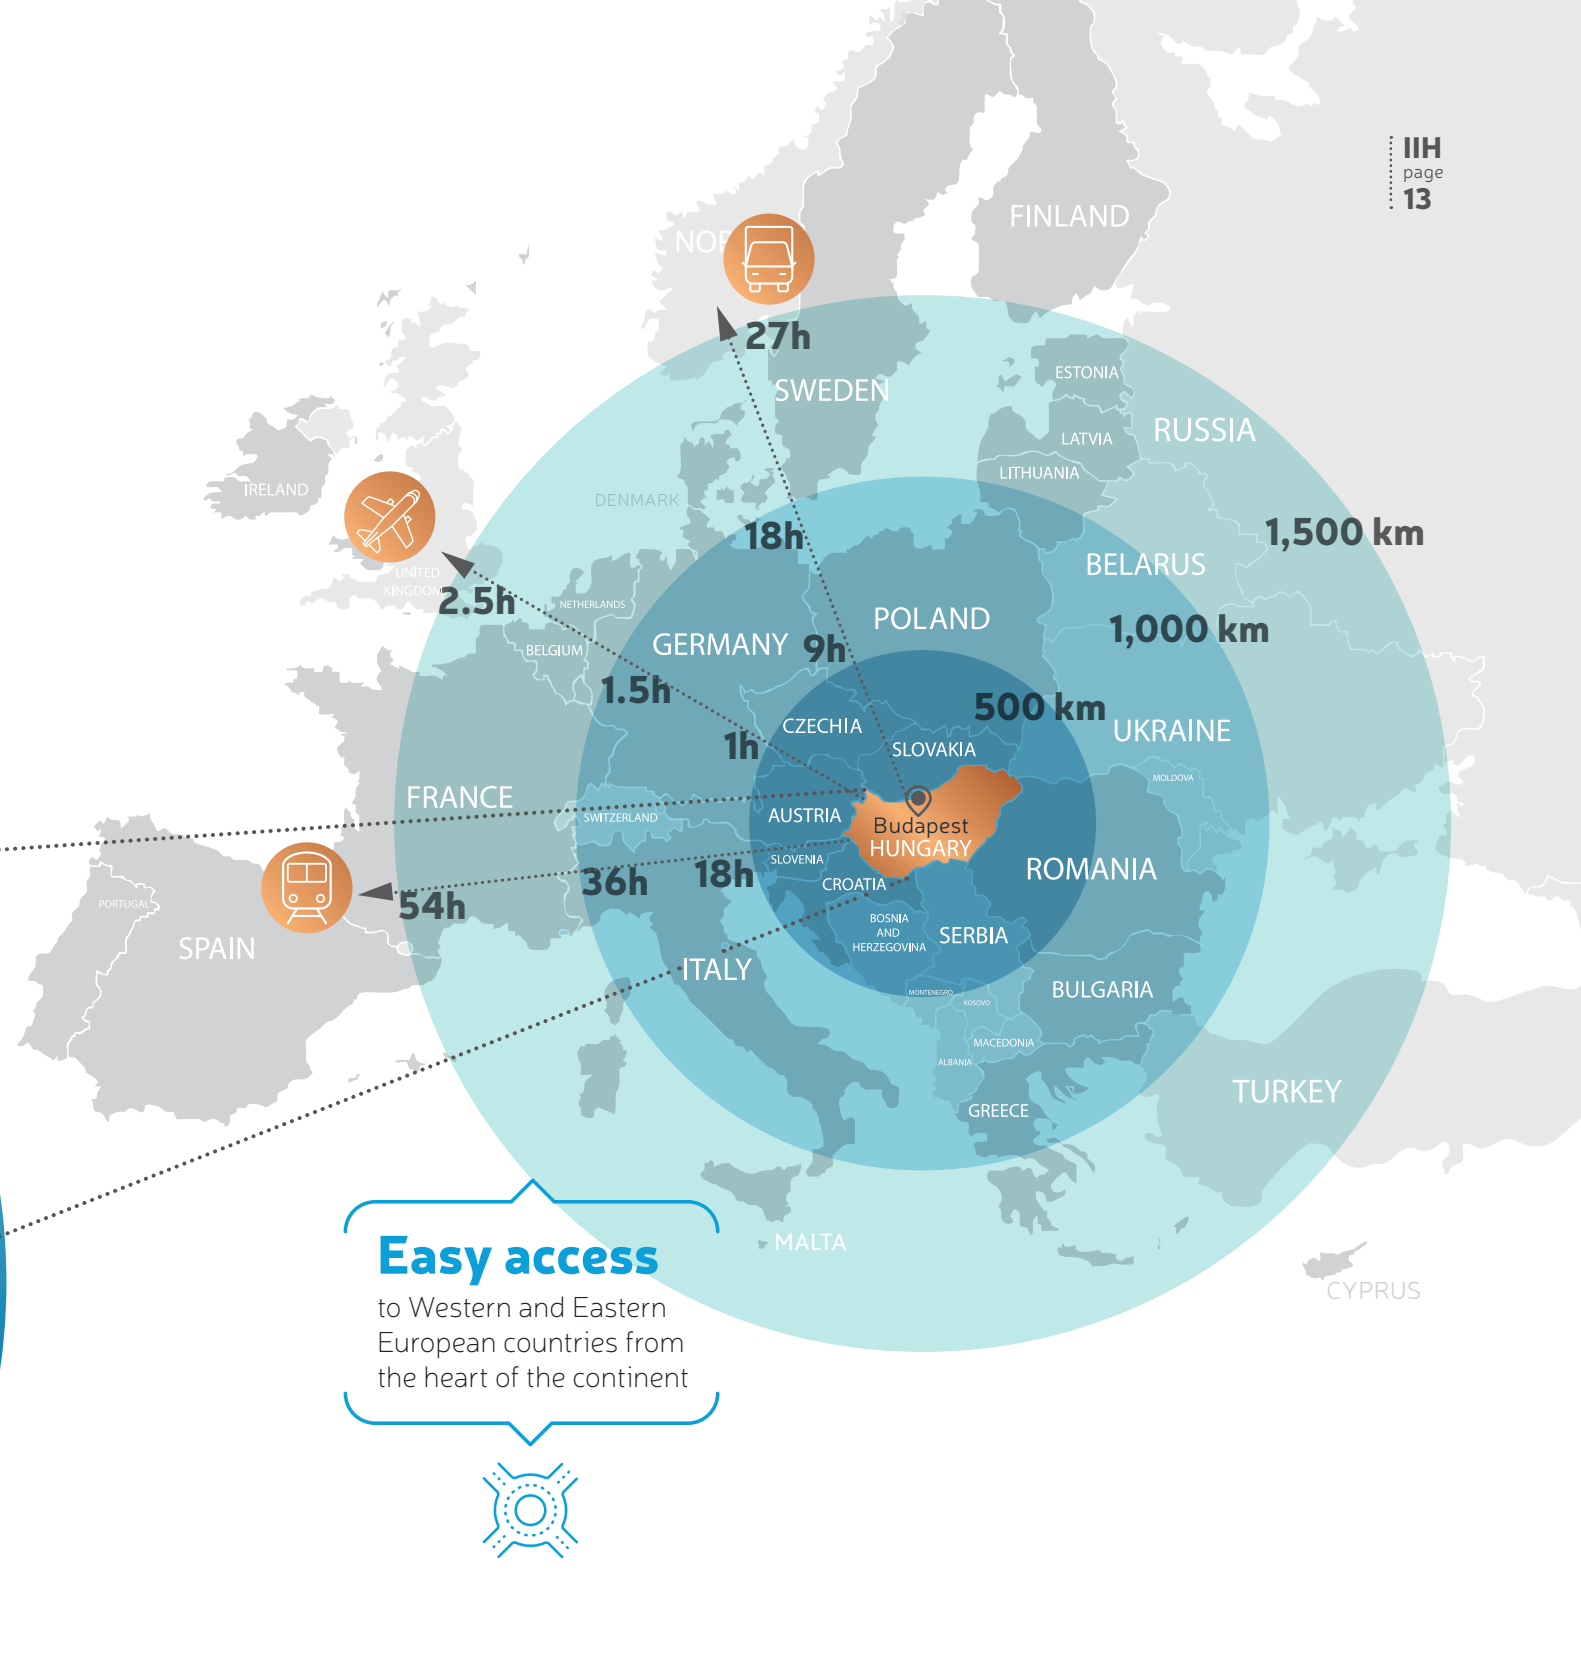 IIH
page
13
FINLAND
NOR
27h
SWEDEN
ESTONIA
RUSSIA
LATVIA
LITHUANIA
IRELAND
DENMARK
18h
1,500 km
UNITED
KINGDOM
2.5h
NETHERLANDS
BELARUS
POLAND
1,000 km
GERMANY
9h
BELGIUM
1.5h
500 km
CZECHIA
UKRAINE
1h
SLOVAKIA
MOLDOVA
FRANCE
SWITZERLAND
AUSTRIA
Budapest
HUNGARY
SLOVENIA
ROMANIA
36h
18h
CROATIA
54h
PORTUGAL
SPAIN
BOSNIA
AND
HERZEGOVINA
SERBIA
ITALY
MONTENEGRO
KOSOVO
BULGARIA
MACEDONIA
ALBANIA
TURKEY
GREECE
MALTA
CYPRUS
Easy access
to Western and Eastern
European countries from
the heart of the continent